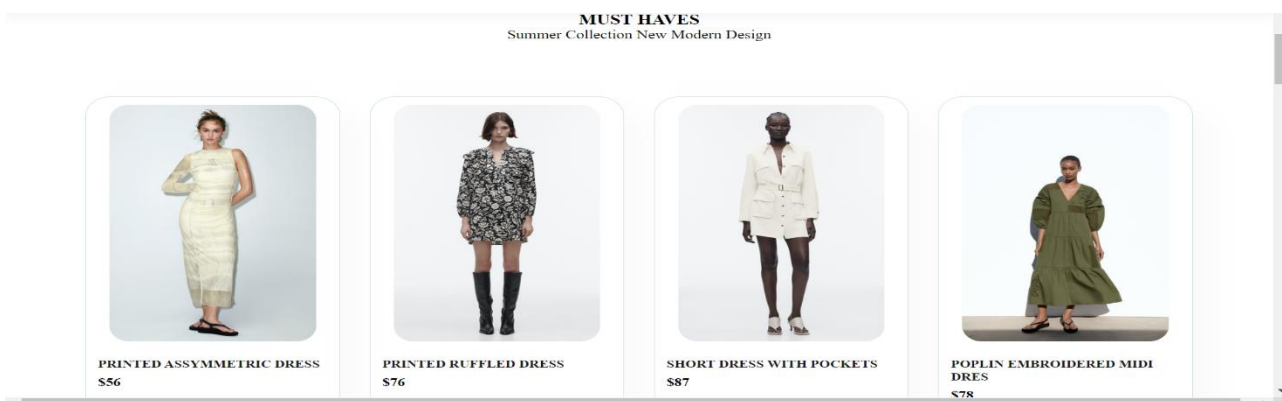 MUST HAVES
Summer Collection New Modern Design
PRINTED ASSYMMETRIC DRESS
$56
PRINTED RUFFLED DRESS
$76
SHORT DRESS WITH POCKETS
$87
POPLIN EMBROIDERED MIDI
DRES
$78